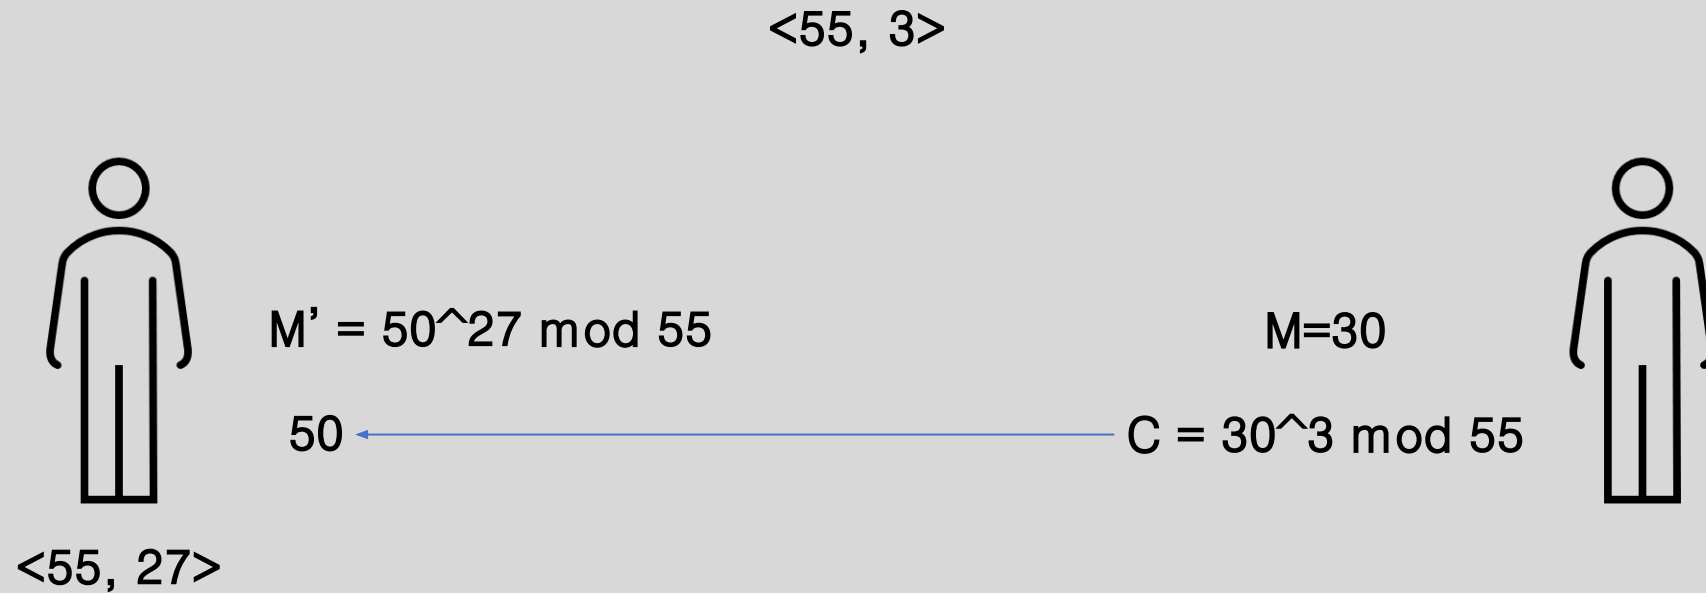 <55, 3>
M' = 50^27 mod 55
M=30
50
C = 30^3 mod 55
<55, 27>